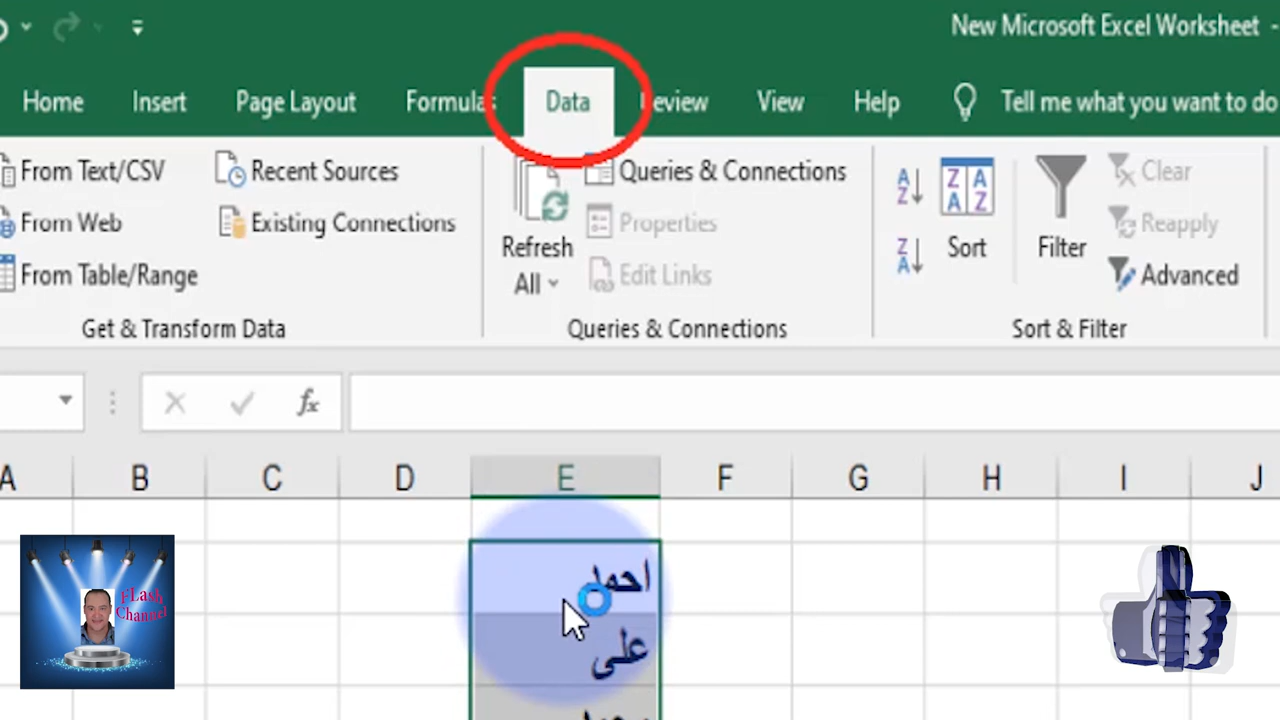 New Microsoft Excel Worksheet -
Home Insert Page Layout Formulas Data Review View Help Tell me what you want to do
From Text/CSV Recent Sources Queries & Connections Clear
From Web Existing Connections Properties Reapply
From Table/Range Refresh All Edit Links Sort Filter Advanced
Get & Transform Data Queries & Connections Sort & Filter
fx
A B C D E F G H I J
احمد
على
FLash
Channel